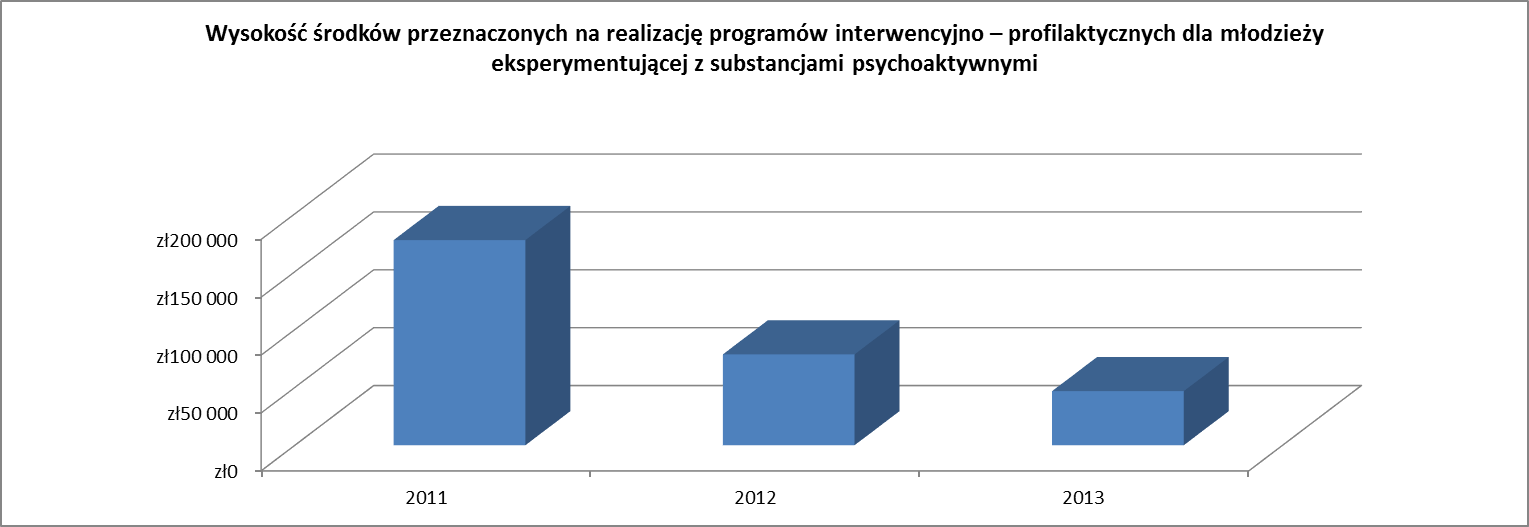 Wysokość środków przeznaczonych na realizację programów interwencyjno – profilaktycznych dla młodzieży
eksperymentującej z substancjami psychoaktywnymi
zł200 000
zł150 000
zł100 000
zł50 000
zł0
2011
2012
2013